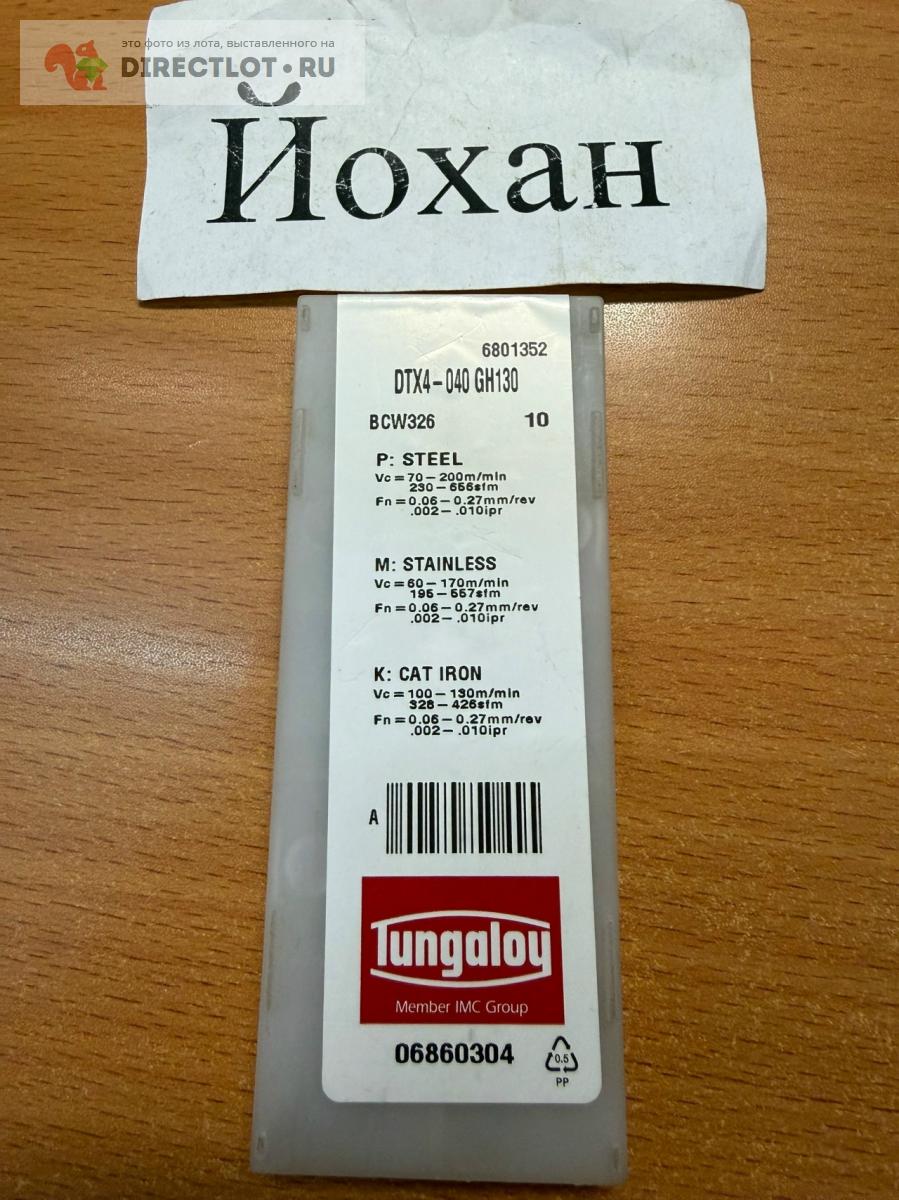 это фото из лота, выставленного на
DIRECTLOT·RU
Йохан
6801352
DTX4-040 GH130
BCW326 10
P: STEEL
Vc=70-200m/min
230-656sfm
Fn=0.06-0.27mm/rev
.002-.010ipr
M: STAINLESS
Vc=60-170m/min
195-557sfm
Fn=0.06-0.27mm/rev
.002-.010ipr
K: CAT IRON
Vc=100-130m/min
328-426sfm
Fn=0.06-0.27mm/rev
.002-.010ipr
A
Tungaloy
Member IMC Group
06860304
0.5
PP